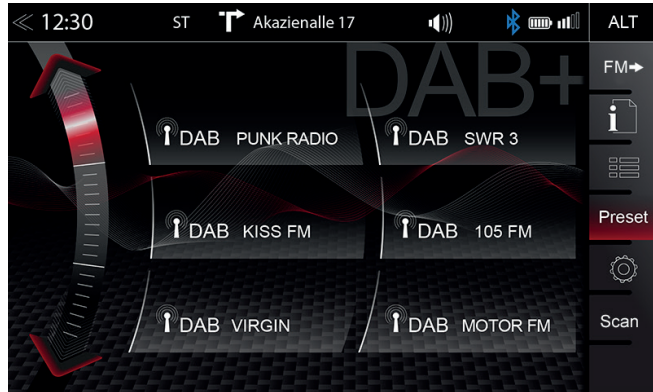 12:30 ST Akazienalle 17 ALT
DAB+
FM
i
DAB PUNK RADIO
DAB SWR 3
DAB KISS FM
DAB 105 FM
Preset
DAB VIRGIN
DAB MOTOR FM
Scan